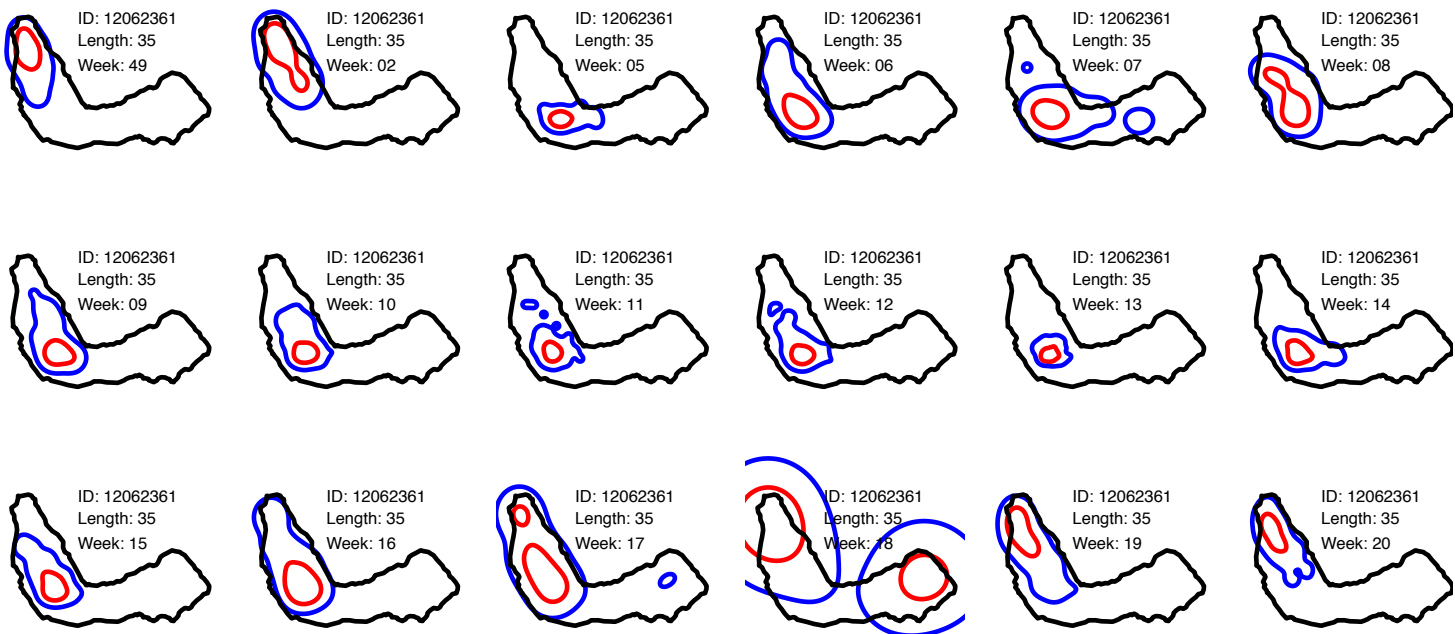 ID: 12062361
Length: 35
Week: 49
ID: 12062361
Length: 35
Week: 02
ID: 12062361
Length: 35
Week: 05
ID: 12062361
Length: 35
Week: 06
ID: 12062361
Length: 35
Week: 07
ID: 12062361
Length: 35
Week: 08
ID: 12062361
Length: 35
Week: 09
ID: 12062361
Length: 35
Week: 10
ID: 12062361
Length: 35
Week: 11
ID: 12062361
Length: 35
Week: 12
ID: 12062361
Length: 35
Week: 13
ID: 12062361
Length: 35
Week: 14
ID: 12062361
Length: 35
Week: 15
ID: 12062361
Length: 35
Week: 16
ID: 12062361
Length: 35
Week: 17
ID: 12062361
Length: 35
Week: 18
ID: 12062361
Length: 35
Week: 19
ID: 12062361
Length: 35
Week: 20